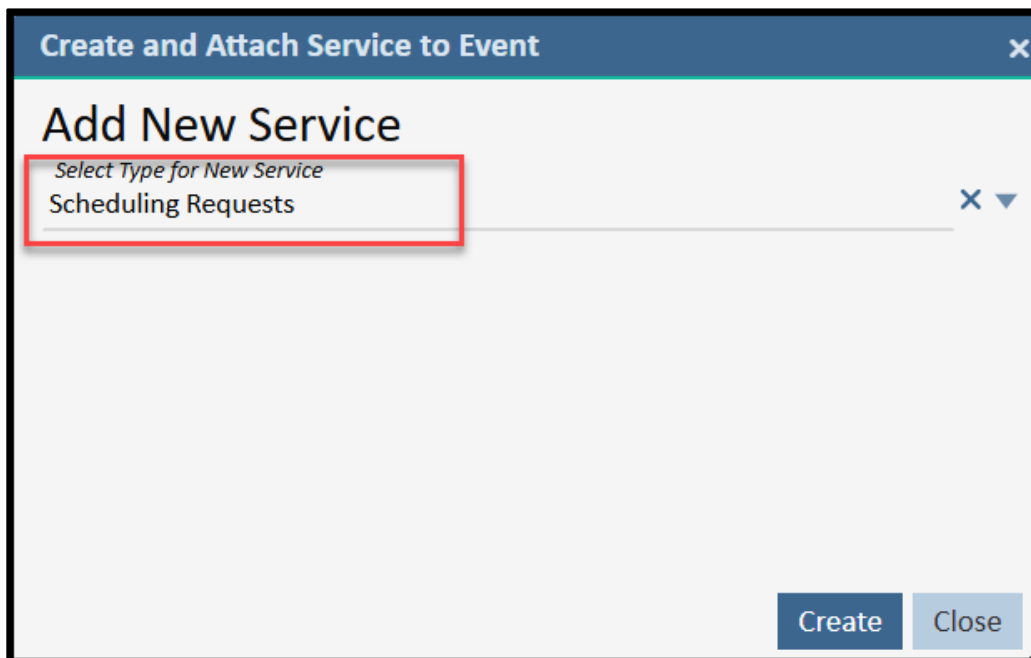 Create and Attach Service to Event
Add New Service
Select Type for New Service
Scheduling Requests
Create Close